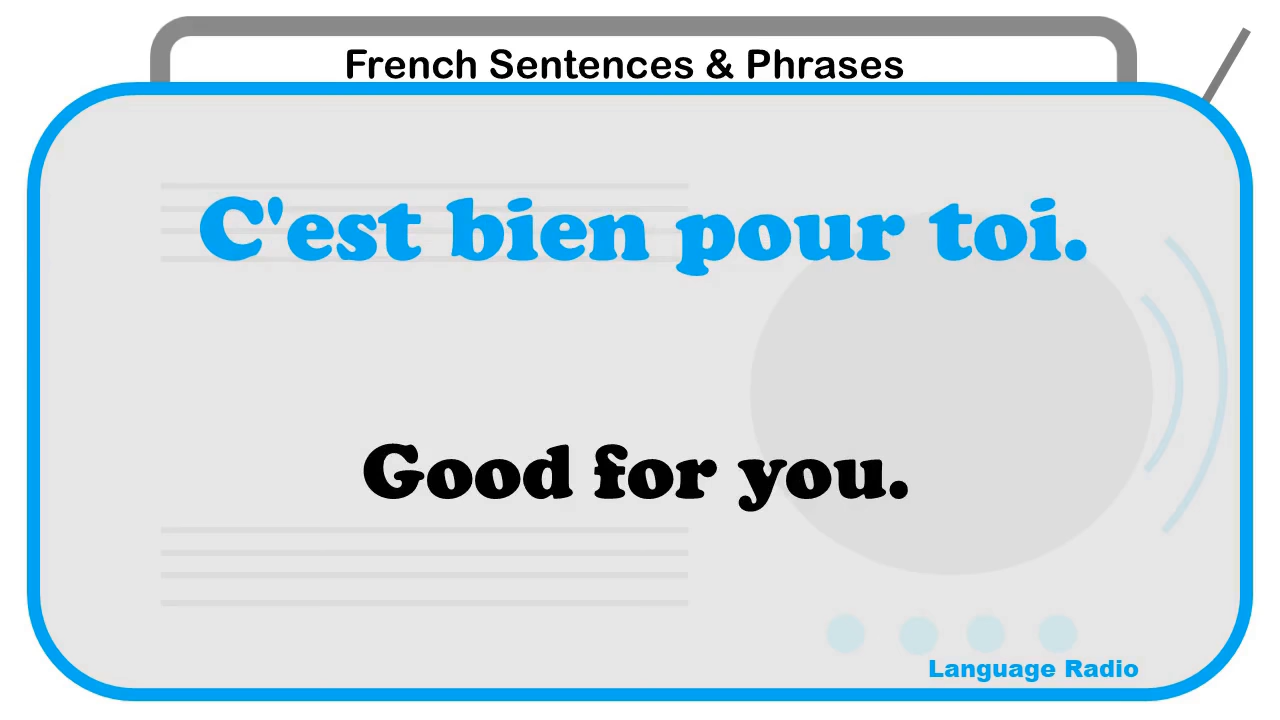 French Sentences & Phrases
C'est bien pour toi.
Good for you.
Language Radio